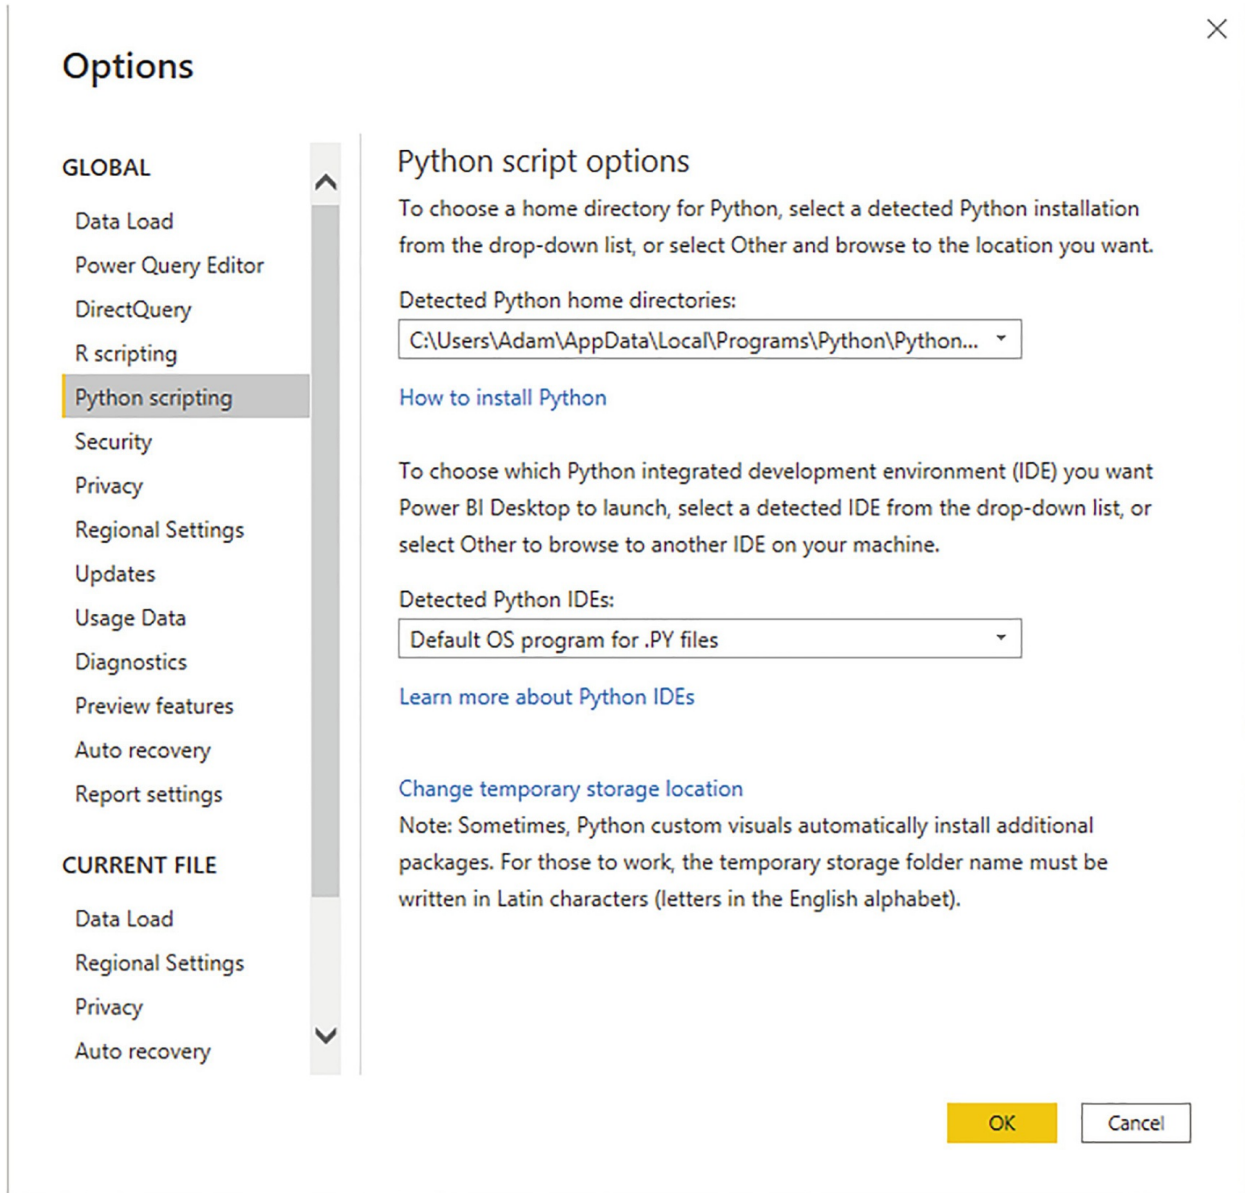 Options
GLOBAL
Data Load
Power Query Editor
DirectQuery
R scripting
Python scripting
Security
Privacy
Regional Settings
Updates
Usage Data
Diagnostics
Preview features
Auto recovery
Report settings
CURRENT FILE
Data Load
Regional Settings
Privacy
Auto recovery
Python script options
To choose a home directory for Python, select a detected Python installation
from the drop-down list, or select Other and browse to the location you want.
Detected Python home directories:
C:\Users\Adam\AppData\Local\Programs\Python\Python...
How to install Python
To choose which Python integrated development environment (IDE) you want
Power BI Desktop to launch, select a detected IDE from the drop-down list, or
select Other to browse to another IDE on your machine.
Detected Python IDEs:
Default OS program for .PY files
Learn more about Python IDEs
Change temporary storage location
Note: Sometimes, Python custom visuals automatically install additional
packages. For those to work, the temporary storage folder name must be
written in Latin characters (letters in the English alphabet).
OK
Cancel